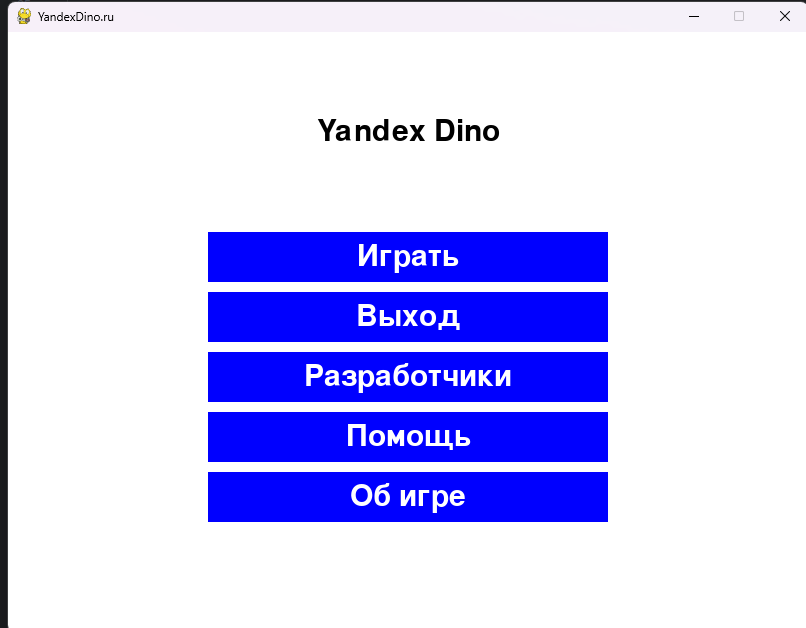 YandexDino.ru
Yandex Dino
Играть
Выход
Разработчики
Помощь
Об игре